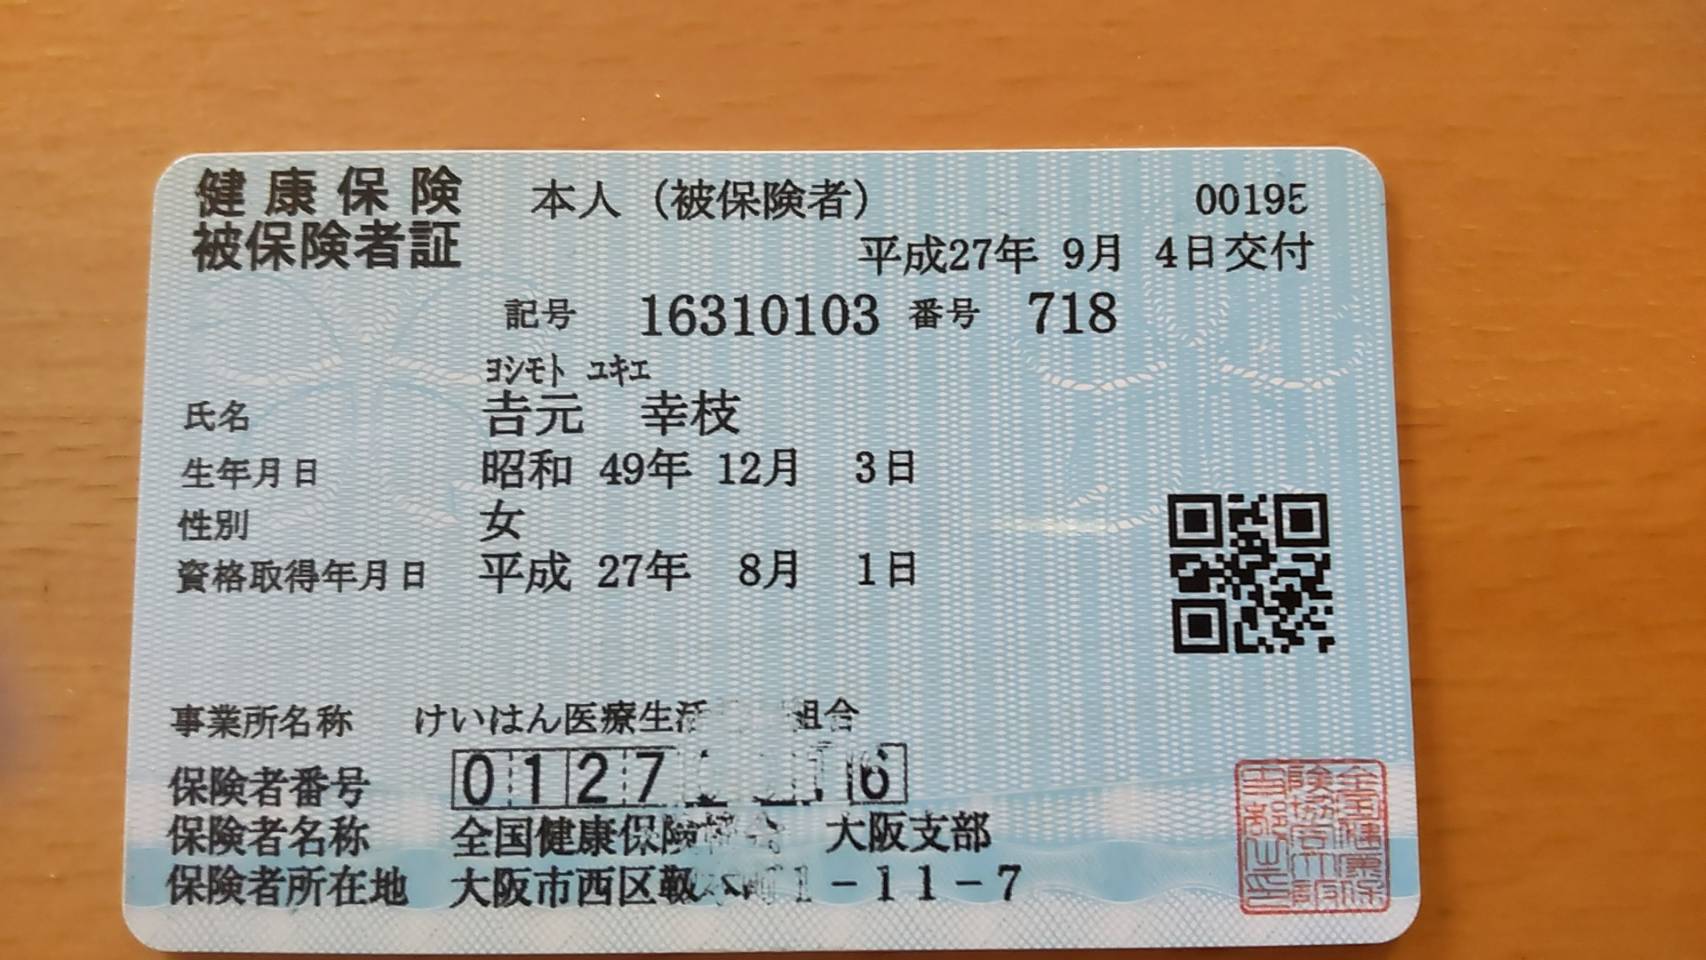 健康保険 本人（被保険者） 00195
被保険者証 平成27年 9月 4日交付
記号 16310103 番号 718
ﾖｼﾓﾄ ﾕｷｴ
氏名 吉元 幸枝
生年月日 昭和 49年 12月 3日
性別 女
資格取得年月日 平成 27年 8月 1日
事業所名称 けいはん医療生活 組合
保険者番号 0127 6
保険者名称 全国健康保険 大阪支部
保険者所在地 大阪市西区靱 1－11－7